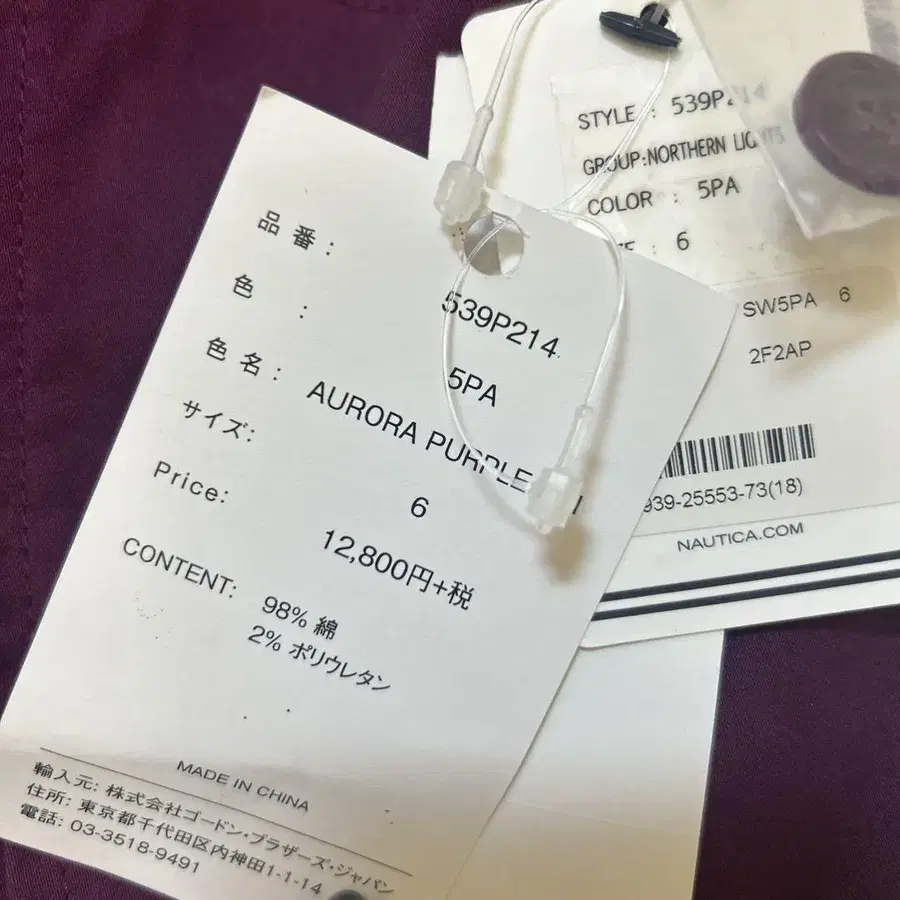 品番:
539P214
色 :
5PA
色名:
AURORA PURPLE
サイズ:
6
Price:
12,800円+税
CONTENT:
98% 綿
2% ポリウレタン
MADE IN CHINA
輸入元: 株式会社ゴードン・ブラザーズ・ジャパン
住所: 東京都千代田区内神田1-1-14
電話: 03-3518-9491
STYLE : 539P214
GROUP:NORTHERN LIGHTS
COLOR : 5PA
: 6
SW5PA 6
2F2AP
939-25553-73(18)
NAUTICA.COM